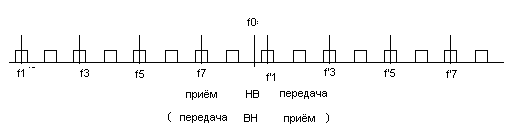 f0:
f1 f3 f5 f7 f'1 f'3 f'5 f'7
приём НВ передача
( передача ВН приём )